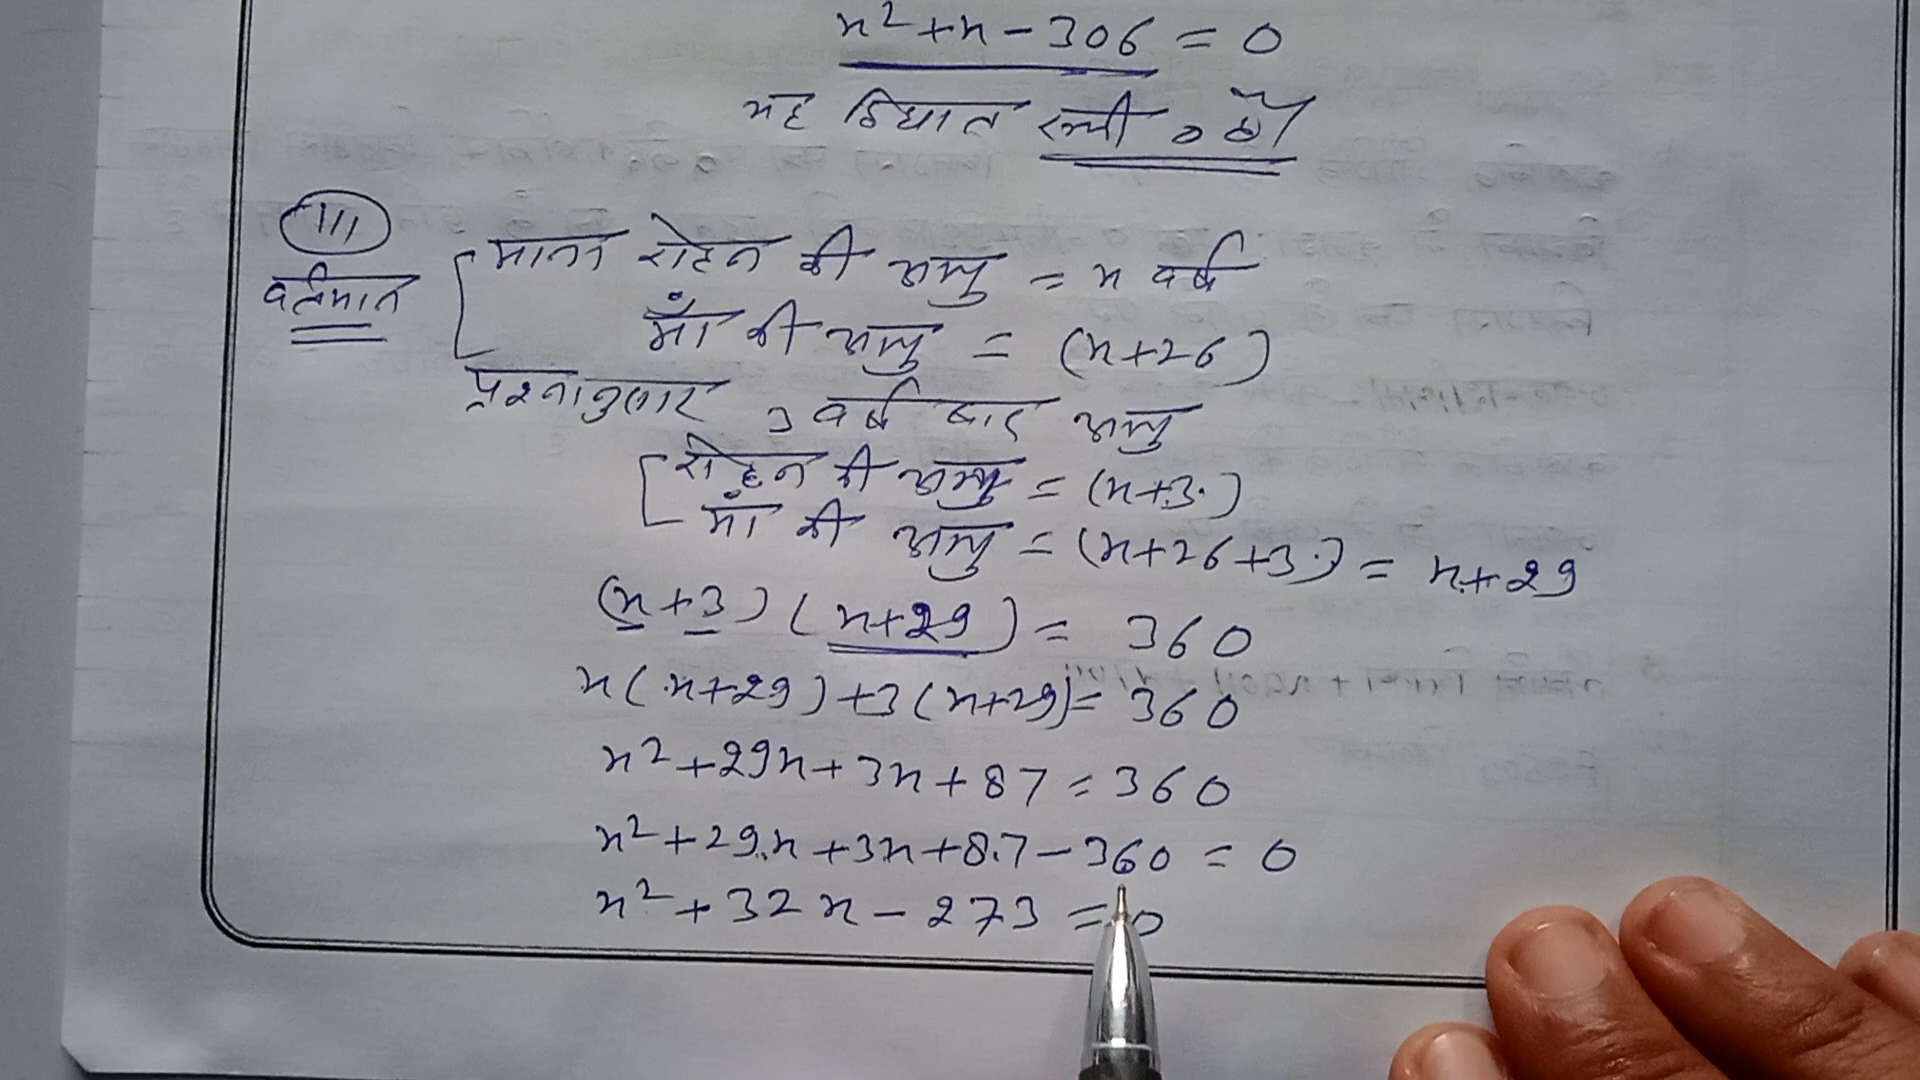 x² + x - 306 = 0
यह द्विघात समी० है।
III
माना रोहन की आयु = x वर्ष
वर्तमान
माँ की आयु = (x+26)
प्रश्नानुसार 3 वर्ष बाद आयु
रोहन की आयु = (x+3)
माँ की आयु = (x+26+3) = x+29
(x+3) (x+29) = 360
x(x+29)+3(x+29)= 360
x²+29x+3x+87 = 360
x²+29x+3x+87-360 = 0
x²+32x-273 = 0